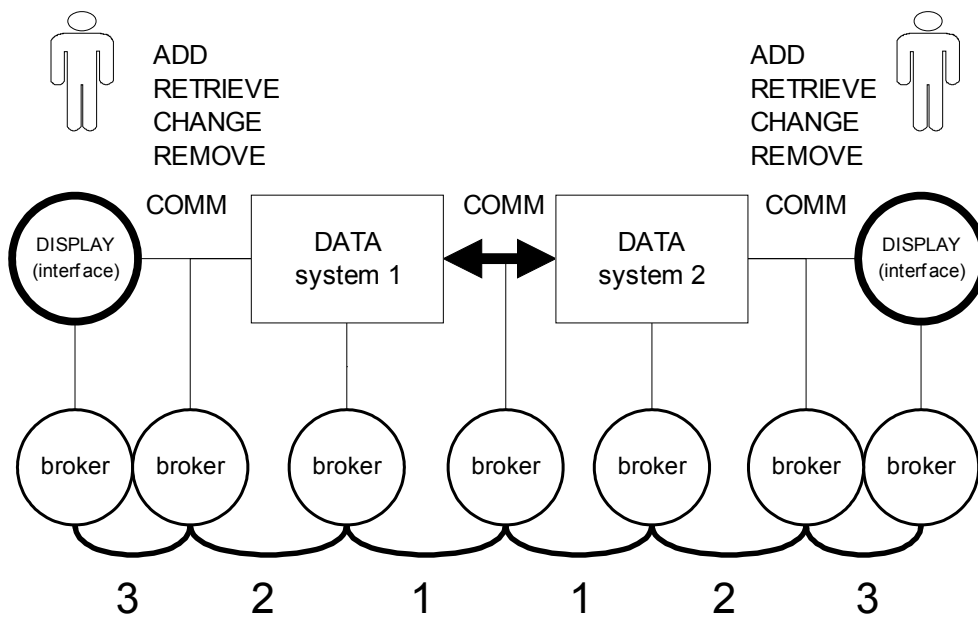 ADD
RETRIEVE
CHANGE
REMOVE
ADD
RETRIEVE
CHANGE
REMOVE
COMM
COMM
COMM
DISPLAY
(interface)
DATA
system 1
DATA
system 2
DISPLAY
(interface)
broker
broker
broker
broker
broker
broker
broker
3
2
1
1
2
3